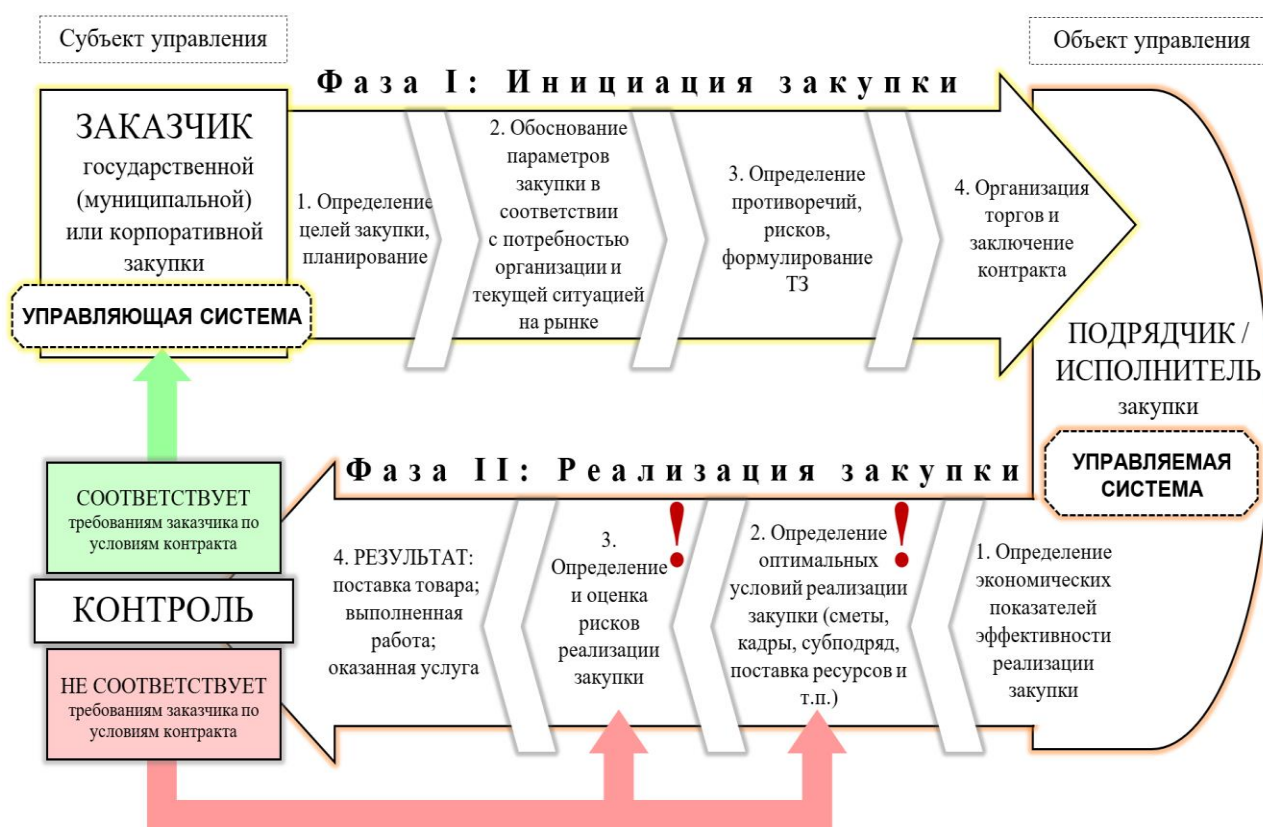 Субъект управления
Объект управления
Фаза I: Инициация закупки
ЗАКАЗЧИК
государственной
(муниципальной)
или корпоративной
закупки
УПРАВЛЯЮЩАЯ СИСТЕМА
1. Определение
целей закупки,
планирование
2. Обоснование
параметров
закупки в
соответствии
с потребностью
организации и
текущей ситуацией
на рынке
3. Определение
противоречий,
рисков,
формулирование
ТЗ
4. Организация
торгов и
заключение
контракта
ПОДРЯДЧИК /
ИСПОЛНИТЕЛЬ
закупки
УПРАВЛЯЕМАЯ
СИСТЕМА
Фаза II: Реализация закупки
1. Определение
экономических
показателей
эффективности
реализации
закупки
!
2. Определение
оптимальных
условий реализации
закупки (сметы,
кадры, субподряд,
поставка ресурсов и
т.п.)
!
3.
Определение
и оценка
рисков
реализации
закупки
4. РЕЗУЛЬТАТ:
поставка товара;
выполненная
работа;
оказанная услуга
СООТВЕТСТВУЕТ
требованиям заказчика по
условиям контракта
КОНТРОЛЬ
НЕ СООТВЕТСТВУЕТ
требованиям заказчика по
условиям контракта